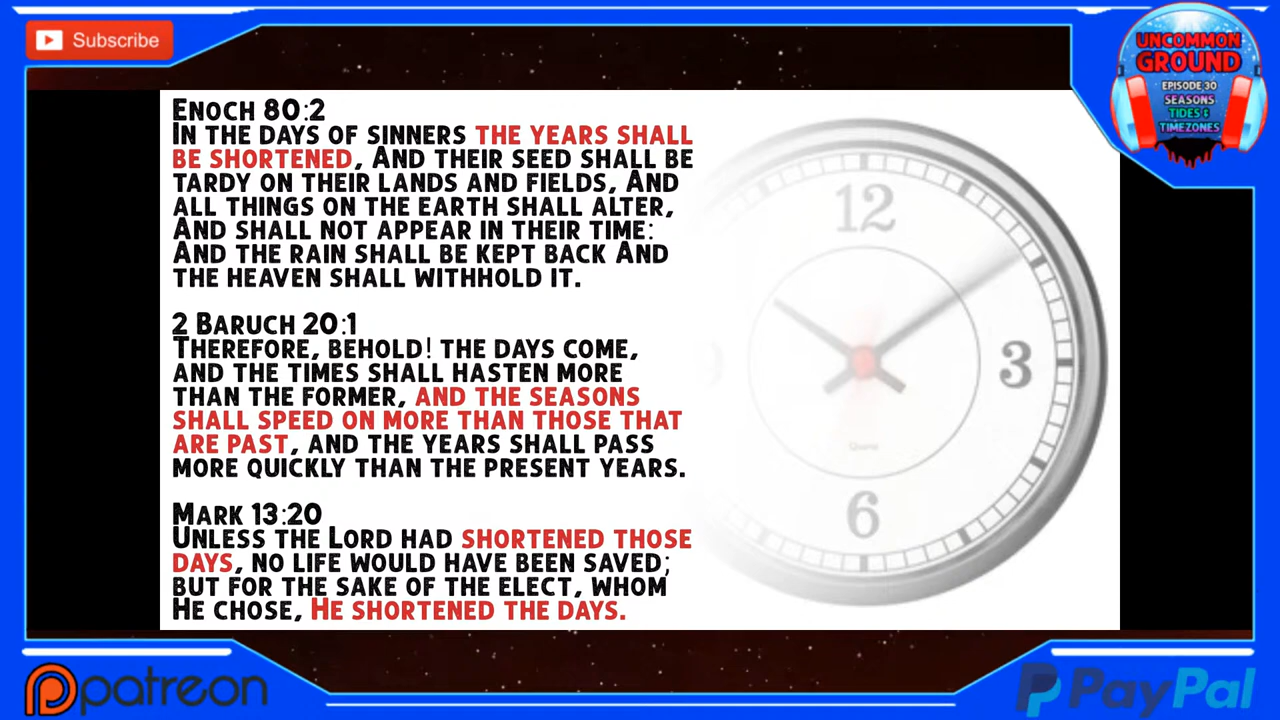 Subscribe
UNCOMMON
GROUND
EPISODE 30
SEASONS
TIDES &
TIMEZONES
ENOCH 80:2
IN THE DAYS OF SINNERS THE YEARS SHALL
BE SHORTENED, AND THEIR SEED SHALL BE
TARDY ON THEIR LANDS AND FIELDS, AND
ALL THINGS ON THE EARTH SHALL ALTER,
AND SHALL NOT APPEAR IN THEIR TIME:
AND THE RAIN SHALL BE KEPT BACK AND
THE HEAVEN SHALL WITHHOLD IT.
2 BARUCH 20:1
THEREFORE, BEHOLD! THE DAYS COME,
AND THE TIMES SHALL HASTEN MORE
THAN THE FORMER, AND THE SEASONS
SHALL SPEED ON MORE THAN THOSE THAT
ARE PAST, AND THE YEARS SHALL PASS
MORE QUICKLY THAN THE PRESENT YEARS.
MARK 13:20
UNLESS THE LORD HAD SHORTENED THOSE
DAYS, NO LIFE WOULD HAVE BEEN SAVED;
BUT FOR THE SAKE OF THE ELECT, WHOM
HE CHOSE, HE SHORTENED THE DAYS.
12
3
6
patreon
PayPal